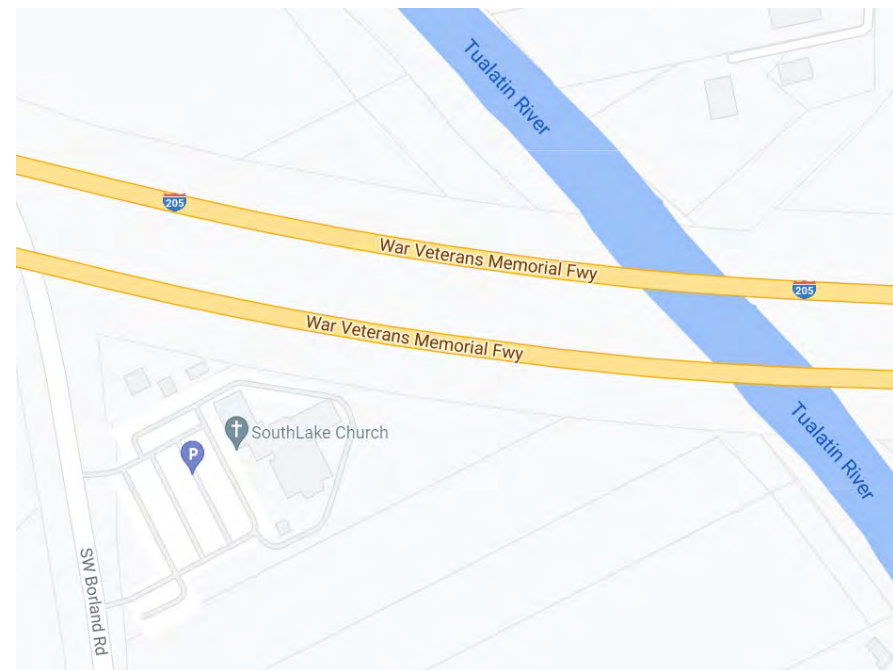 Tualatin River
205
War Veterans Memorial Fwy
205
War Veterans Memorial Fwy
SouthLake Church
P
Tualatin River
SW Borland Rd